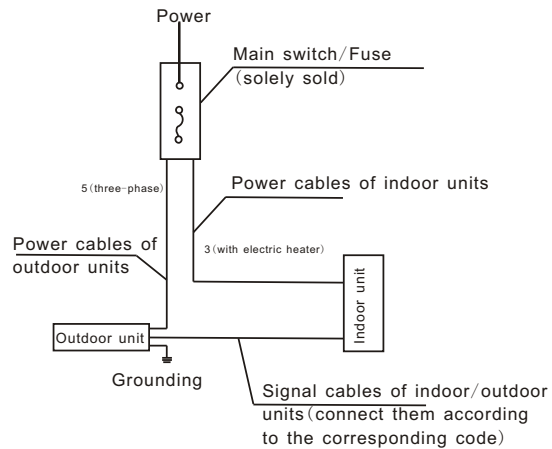 Power
Main switch/Fuse
(solely sold)
5(three-phase)
Power cables of indoor units
3(with electric heater)
Power cables of
outdoor units
Indoor unit
Outdoor unit
Grounding
Signal cables of indoor/outdoor
units(connect them according
to the corresponding code)